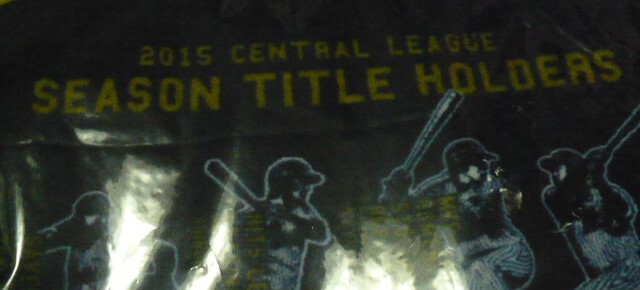 2015 CENTRAL LEAGUE
SEASON TITLE HOLDERS